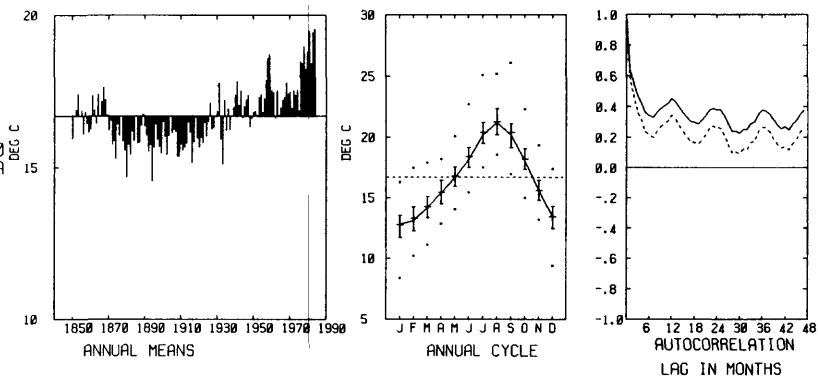 20
15
10
DEG C
1850 1870 1890 1910 1930 1950 1970 1990
ANNUAL MEANS
30
25
20
15
10
5
DEG C
J F M A M J J A S O N D
ANNUAL CYCLE
1.0
0.8
0.6
0.4
0.2
0.0
-.2
-.4
-.6
-.8
-1.0
6 12 18 24 30 36 42 48
AUTOCORRELATION
LAG IN MONTHS